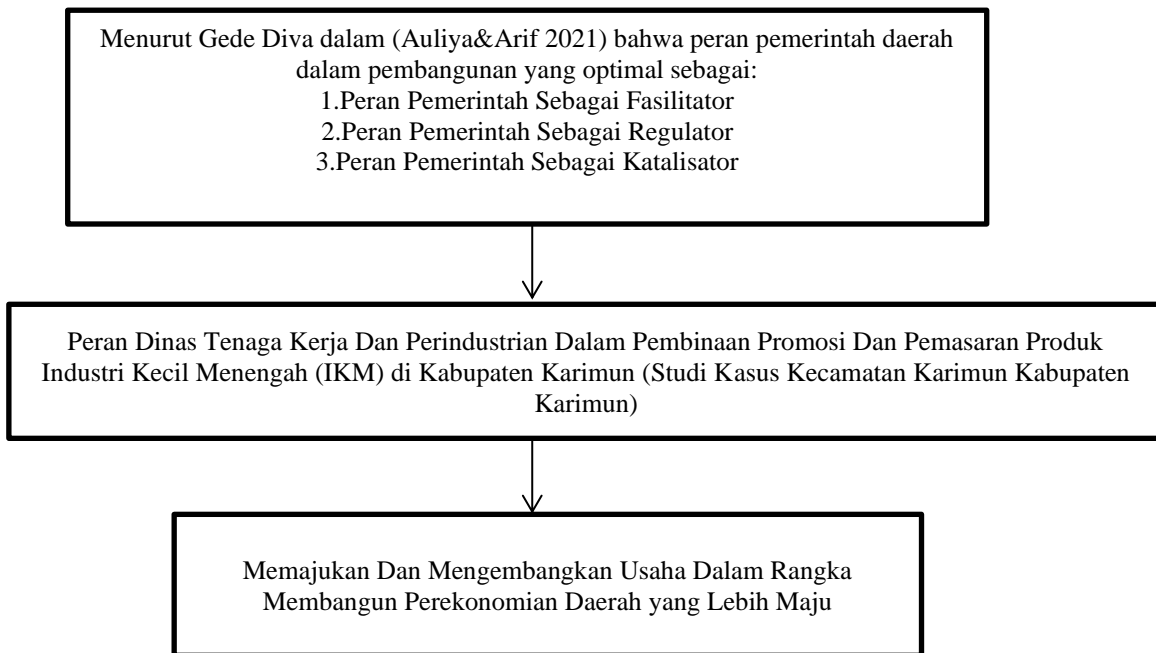 Menurut Gede Diva dalam (Auliya&Arif 2021) bahwa peran pemerintah daerah
dalam pembangunan yang optimal sebagai:
1.Peran Pemerintah Sebagai Fasilitator
2.Peran Pemerintah Sebagai Regulator
3.Peran Pemerintah Sebagai Katalisator
Peran Dinas Tenaga Kerja Dan Perindustrian Dalam Pembinaan Promosi Dan Pemasaran Produk
Industri Kecil Menengah (IKM) di Kabupaten Karimun (Studi Kasus Kecamatan Karimun Kabupaten
Karimun)
Memajukan Dan Mengembangkan Usaha Dalam Rangka
Membangun Perekonomian Daerah yang Lebih Maju